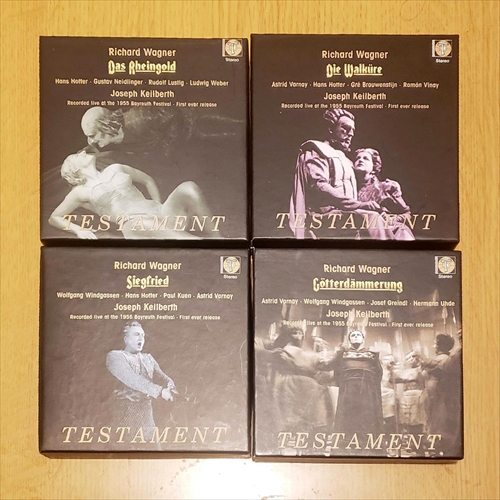 Richard Wagner
Das Rheingold
Hans Hotter · Gustav Neidlinger · Rudolf Lustig · Ludwig Weber
Joseph Keilberth
Recorded live at the 1955 Bayreuth Festival · First ever release
Stereo
TESTAMENT
Richard Wagner
Die Walküre
Astrid Varnay · Hans Hotter · Gré Brouwenstijn · Ramón Vinay
Joseph Keilberth
Recorded live at the 1955 Bayreuth Festival · First ever release
Stereo
TESTAMENT
Richard Wagner
Siegfried
Wolfgang Windgassen · Hans Hotter · Paul Kuen · Astrid Varnay
Joseph Keilberth
Recorded live at the 1955 Bayreuth Festival · First ever release
Stereo
TESTAMENT
Richard Wagner
Götterdämmerung
Astrid Varnay · Wolfgang Windgassen · Josef Greindl · Hermann Uhde
Joseph Keilberth
Recorded live at the 1955 Bayreuth Festival · First ever release
Stereo
TESTAMENT